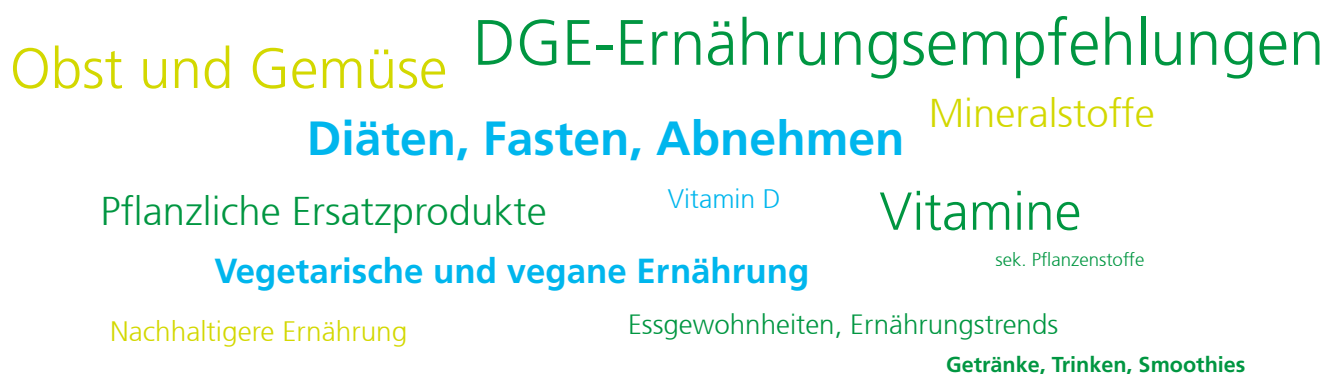 DGE-Ernährungsempfehlungen
Obst und Gemüse
Mineralstoffe
Diäten, Fasten, Abnehmen
Vitamin D
Pflanzliche Ersatzprodukte
Vitamine
sek. Pflanzenstoffe
Vegetarische und vegane Ernährung
Nachhaltigere Ernährung
Essgewohnheiten, Ernährungstrends
Getränke, Trinken, Smoothies